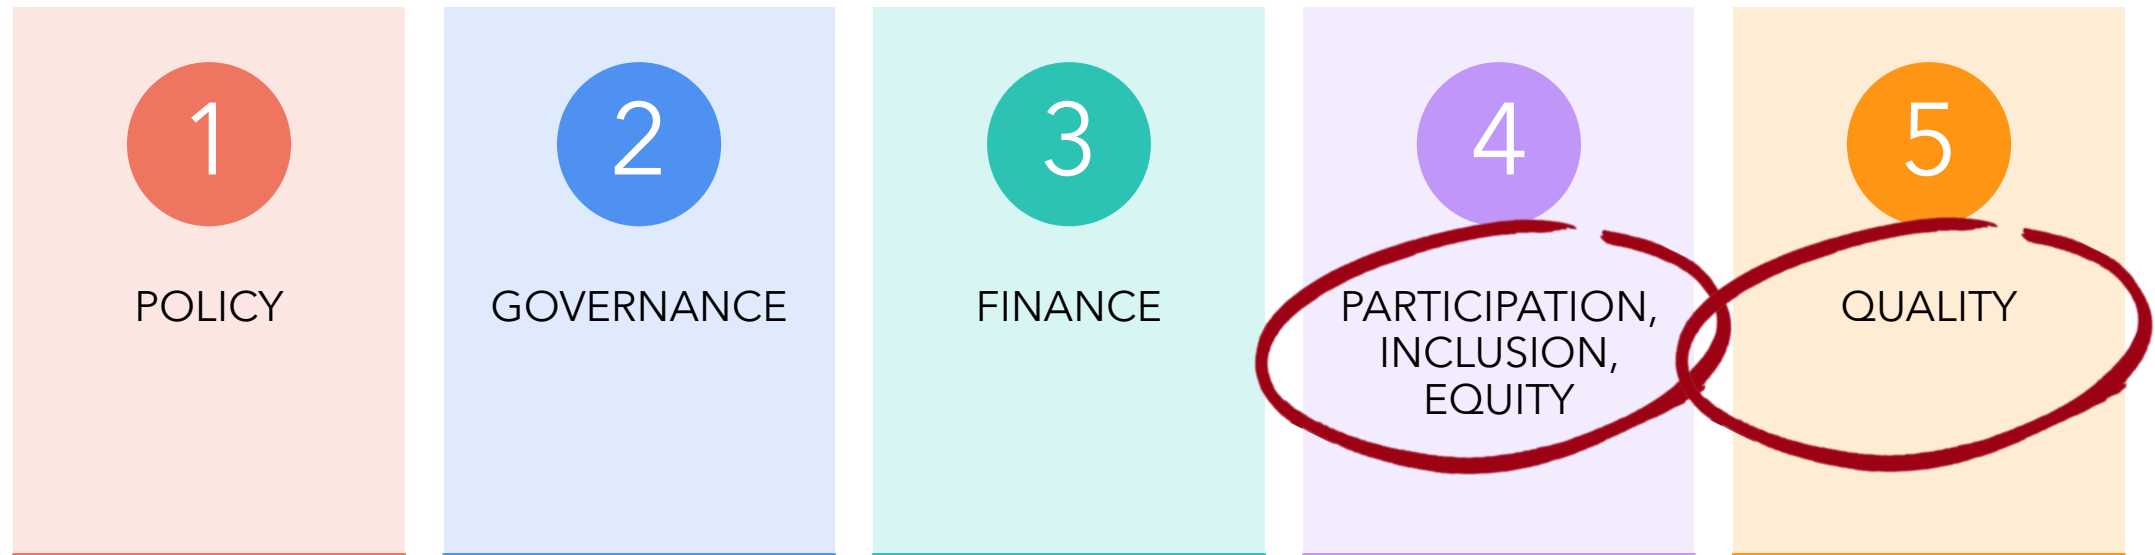 1
POLICY
2
GOVERNANCE
3
FINANCE
4
PARTICIPATION,
INCLUSION,
EQUITY
5
QUALITY